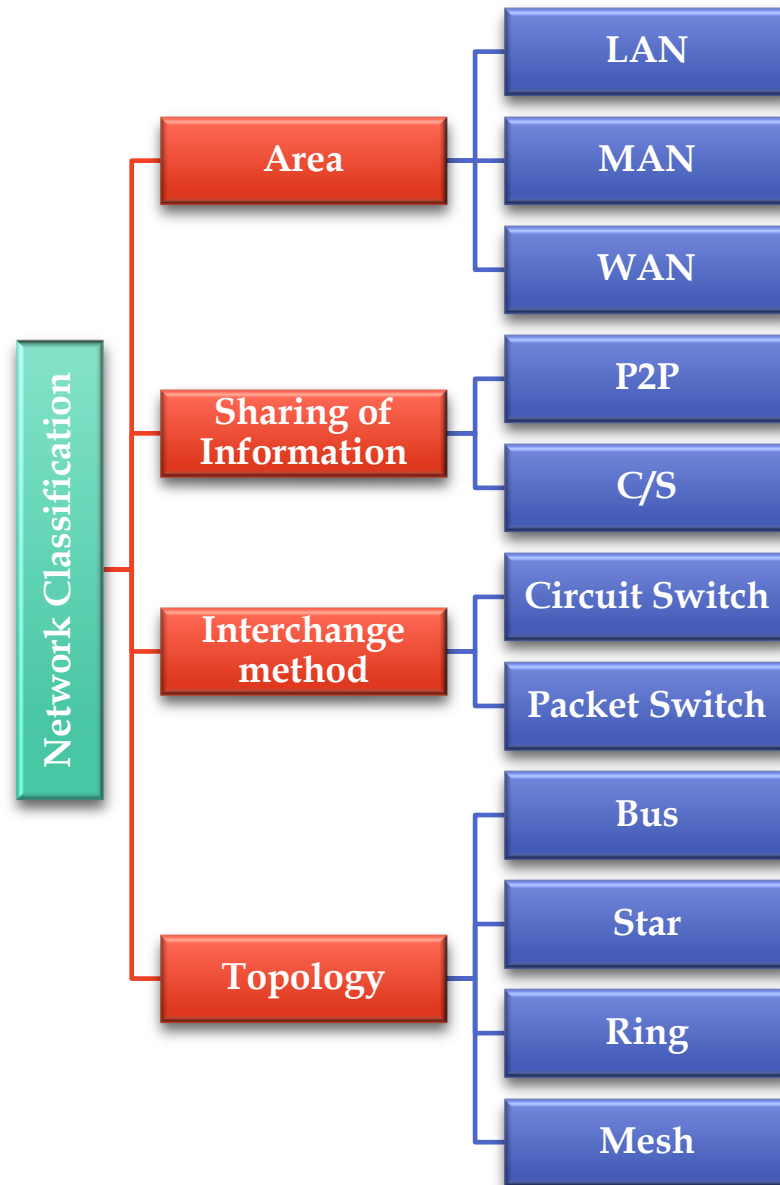 Network Classification
Area
LAN
MAN
WAN
Sharing of
Information
P2P
C/S
Interchange
method
Circuit Switch
Packet Switch
Topology
Bus
Star
Ring
Mesh